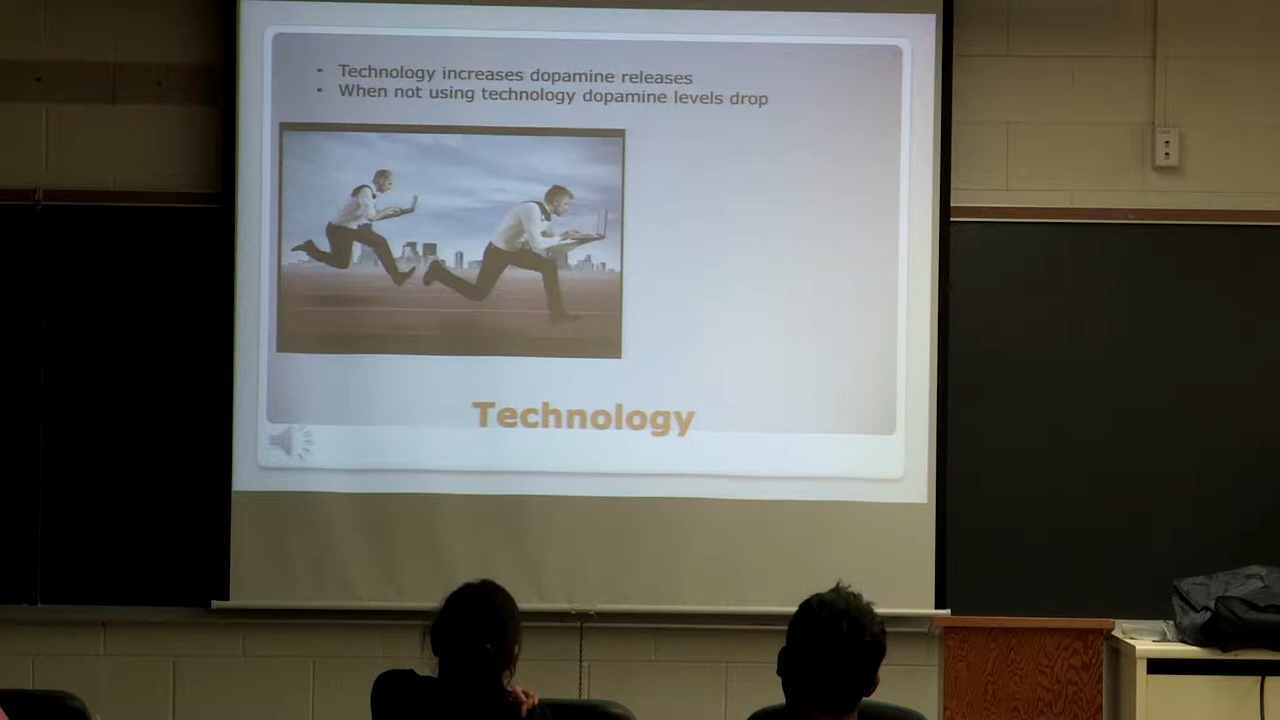 • Technology increases dopamine releases
• When not using technology dopamine levels drop
Technology